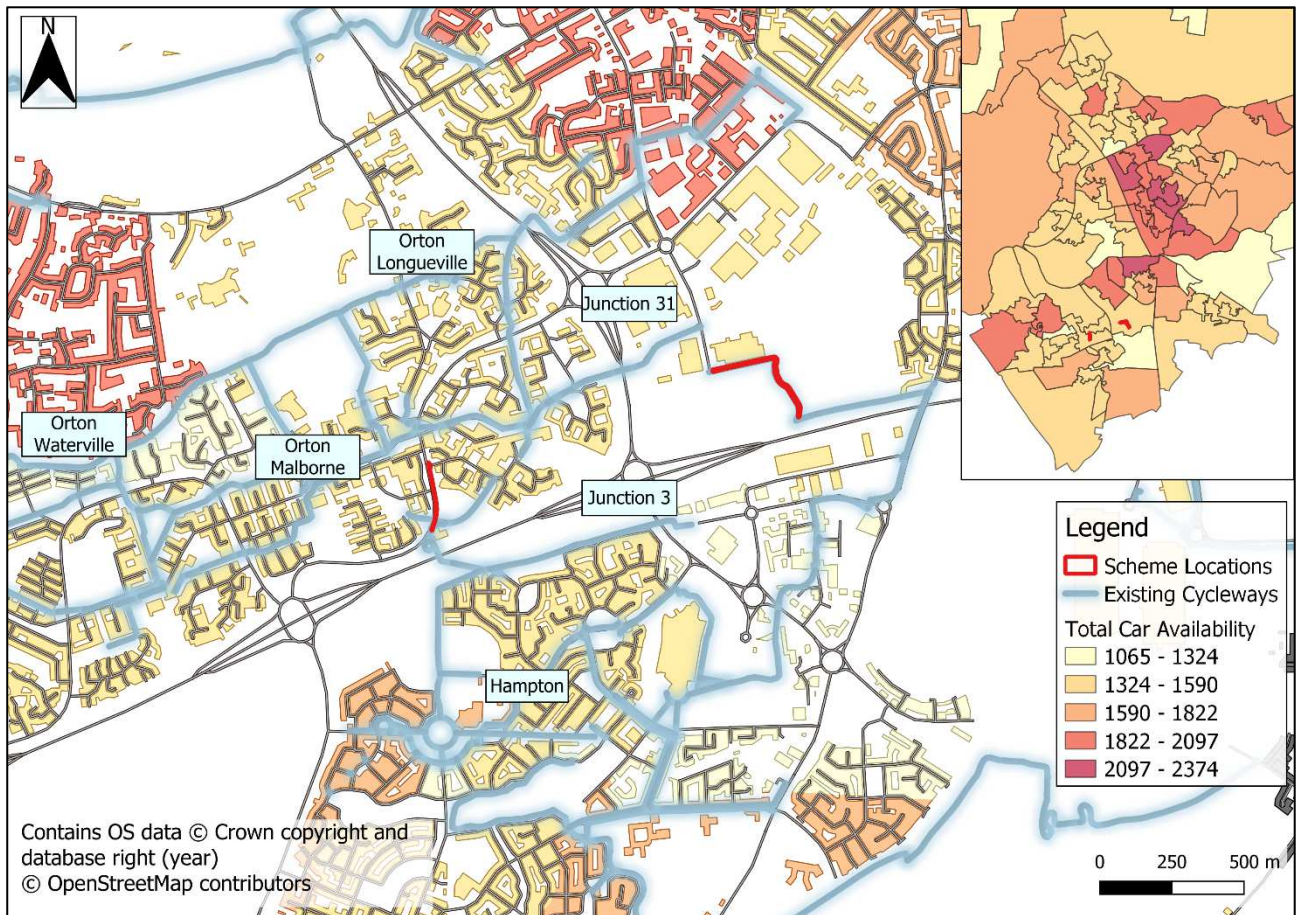 N
Orton
Longueville
Junction 31
Orton
Waterville
Orton
Malborne
Junction 3
Hampton
Legend
Scheme Locations
Existing Cycleways
Total Car Availability
1065 - 1324
1324 - 1590
1590 - 1822
1822 - 2097
2097 - 2374
Contains OS data © Crown copyright and
database right (year)
© OpenStreetMap contributors
0 250 500 m